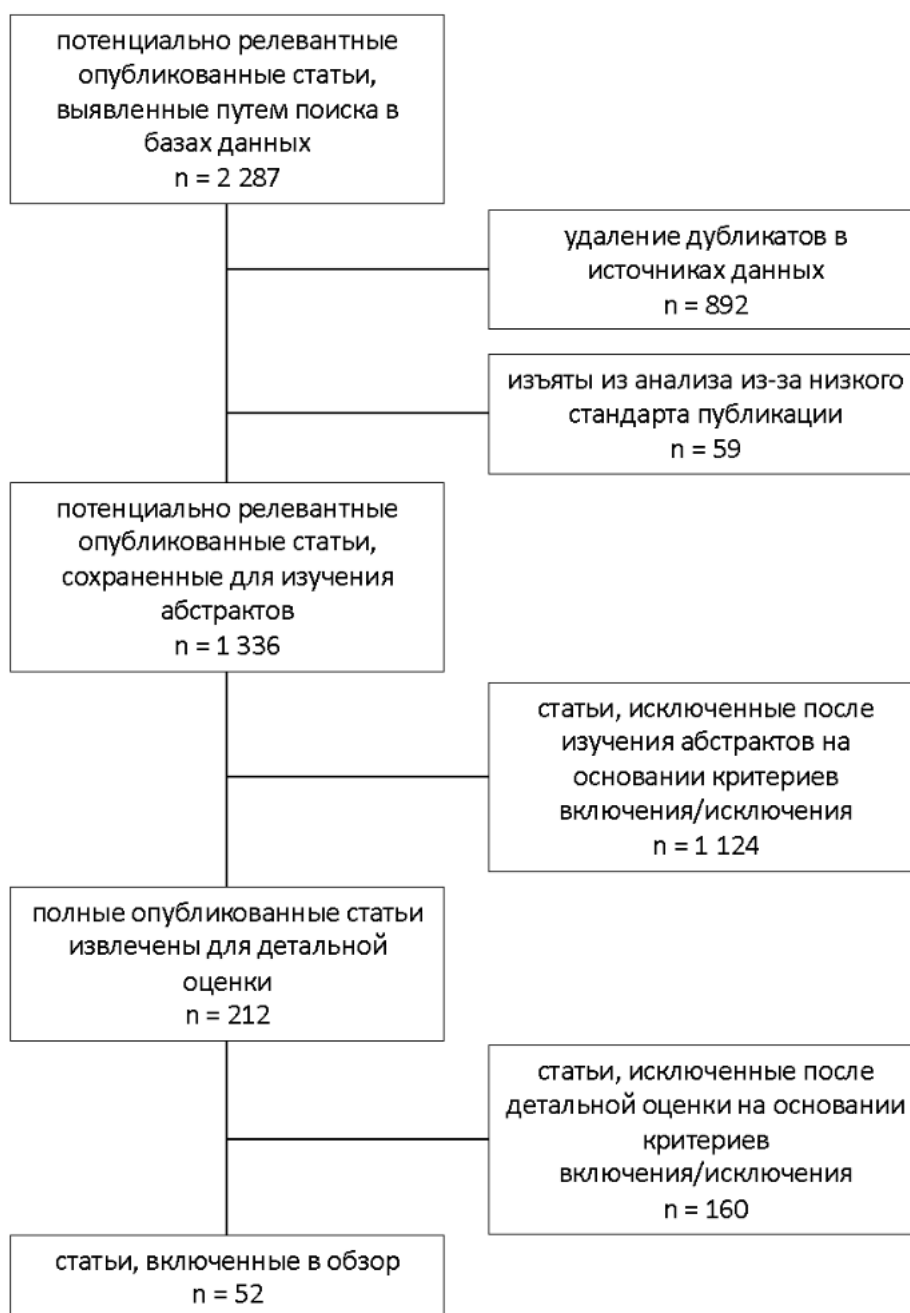 потенциально релевантные
опубликованные статьи,
выявленные путем поиска в
базах данных
n = 2 287
удаление дубликатов в
источниках данных
n = 892
изъяты из анализа из-за низкого
стандарта публикации
n = 59
потенциально релевантные
опубликованные статьи,
сохраненные для изучения
абстрактов
n = 1 336
статьи, исключенные после
изучения абстрактов на
основании критериев
включения/исключения
n = 1 124
полные опубликованные статьи
извлечены для детальной
оценки
n = 212
статьи, исключенные после
детальной оценки на основании
критериев
включения/исключения
n = 160
статьи, включенные в обзор
n = 52